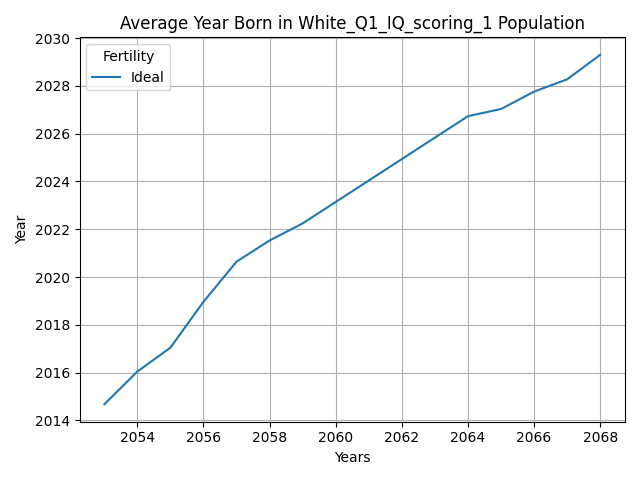 Average Year Born in White_Q1_IQ_scoring_1 Population
Fertility
Ideal
Year
2030
2028
2026
2024
2022
2020
2018
2016
2014
2054 2056 2058 2060 2062 2064 2066 2068
Years